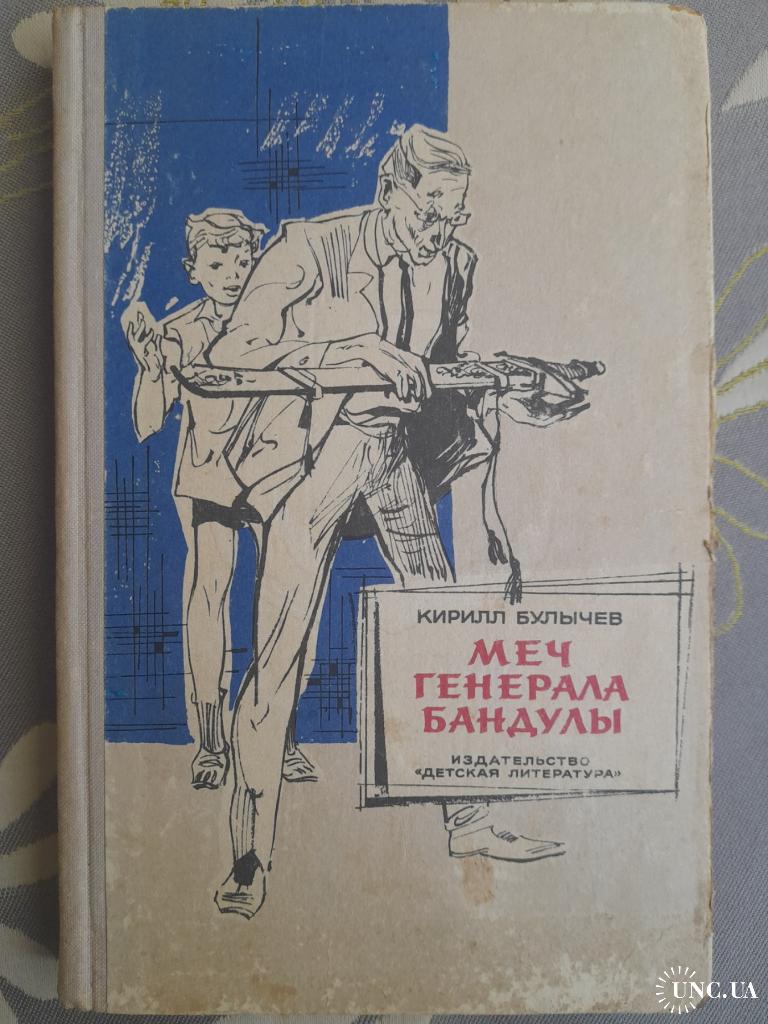 КИРИЛЛ БУЛЫЧЕВ
МЕЧ
ГЕНЕРАЛА
БАНДУЛЫ
ИЗДАТЕЛЬСТВО
«ДЕТСКАЯ ЛИТЕРАТУРА»
UNC.UA